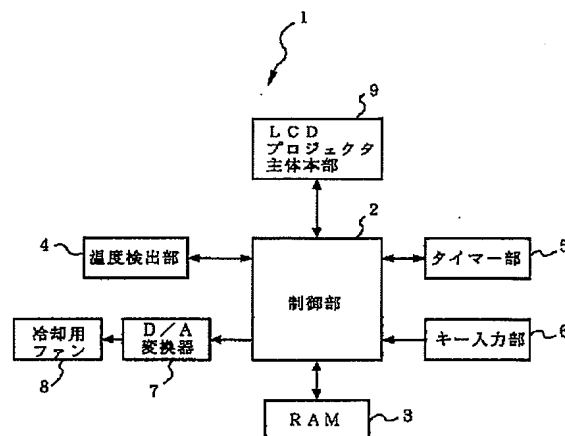 1
9
LCD
プロジェクタ
主体本部
2
4
温度検出部
タイマー部
5
制御部
冷却用
ファン
D/A
変換器
キー入力部
6
8
7
RAM
3